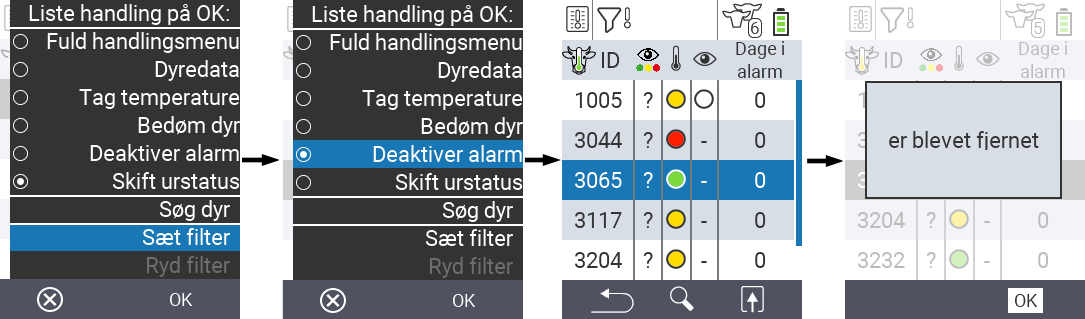 Liste handling på OK:
Fuld handlingsmenu
Dyredata
Tag temperature
Bedøm dyr
Deaktiver alarm
Skift urstatus
Søg dyr
Sæt filter
Ryd filter
OK
Liste handling på OK:
Fuld handlingsmenu
Dyredata
Tag temperature
Bedøm dyr
Deaktiver alarm
Skift urstatus
Søg dyr
Sæt filter
Ryd filter
OK
6
ID Dage i
alarm
1005 ? 0
3044 ? - 0
3065 ? - 0
3117 ? - 0
3204 ? - 0
5
ID Dage i
alarm
er blevet fjernet
3204 ? - 0
3232 ? - 0
OK